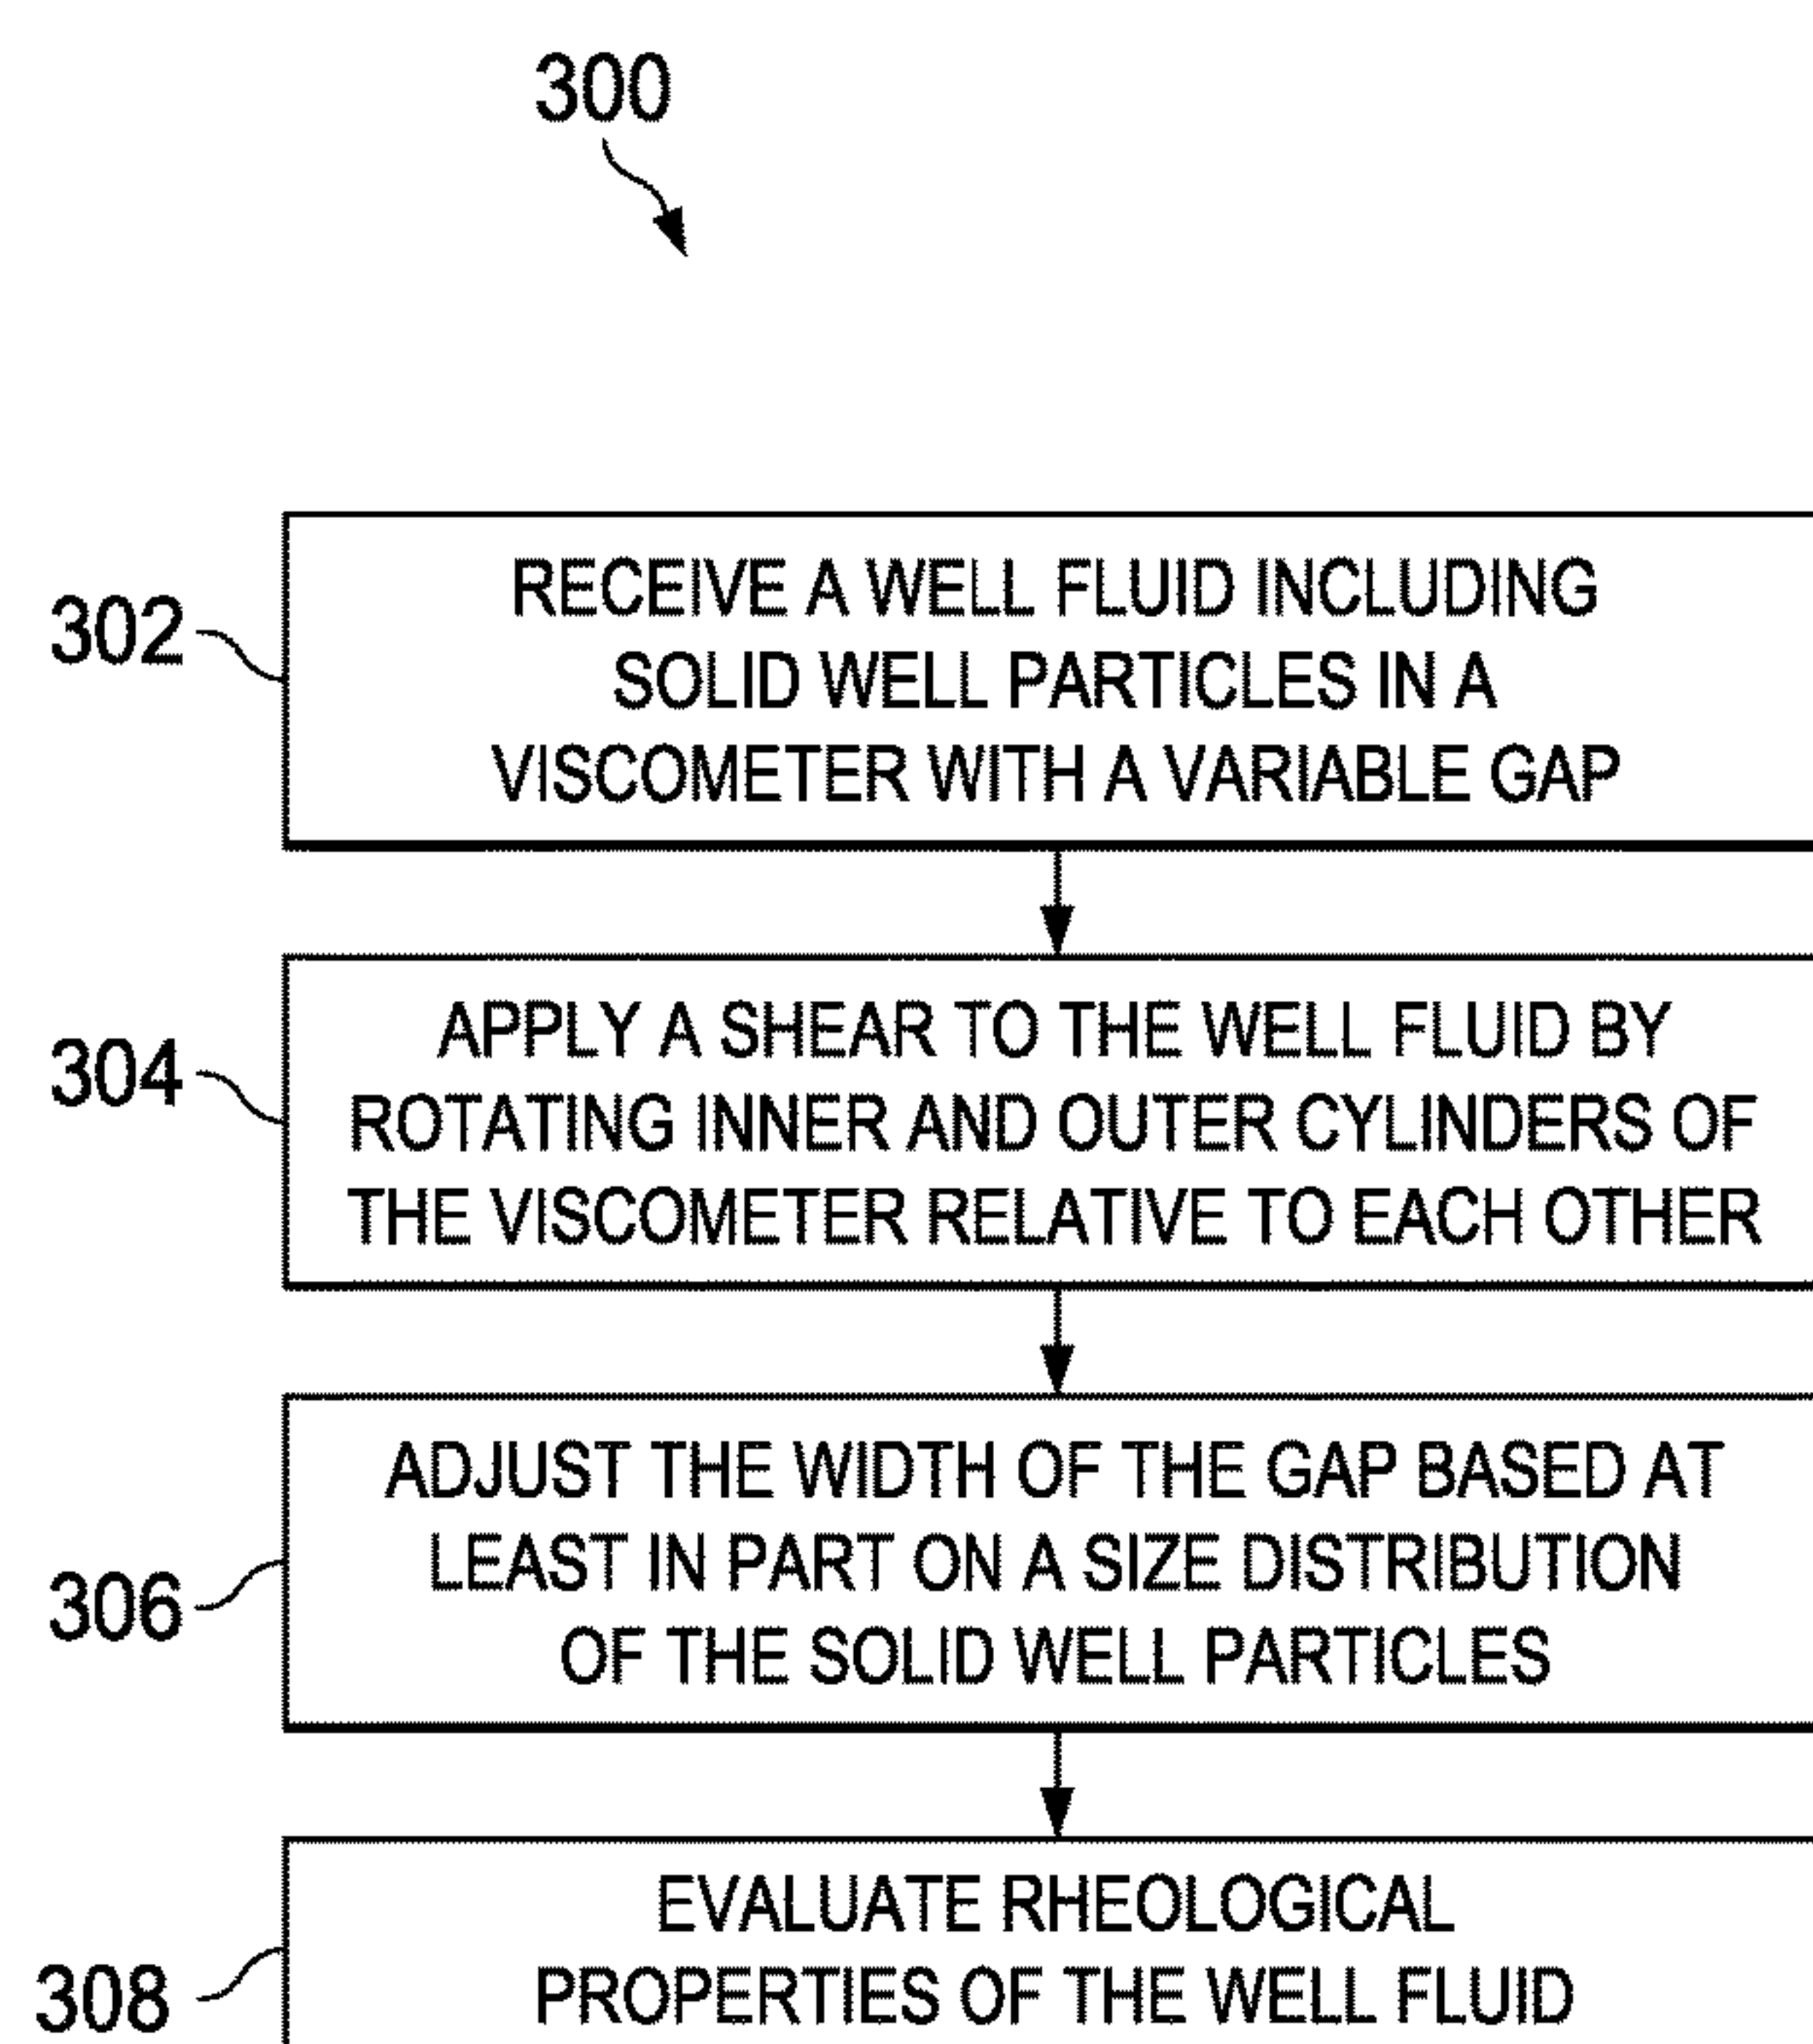 300
302
RECEIVE A WELL FLUID INCLUDING
SOLID WELL PARTICLES IN A
VISCOMETER WITH A VARIABLE GAP
304
APPLY A SHEAR TO THE WELL FLUID BY
ROTATING INNER AND OUTER CYLINDERS OF
THE VISCOMETER RELATIVE TO EACH OTHER
306
ADJUST THE WIDTH OF THE GAP BASED AT
LEAST IN PART ON A SIZE DISTRIBUTION
OF THE SOLID WELL PARTICLES
308
EVALUATE RHEOLOGICAL
PROPERTIES OF THE WELL FLUID